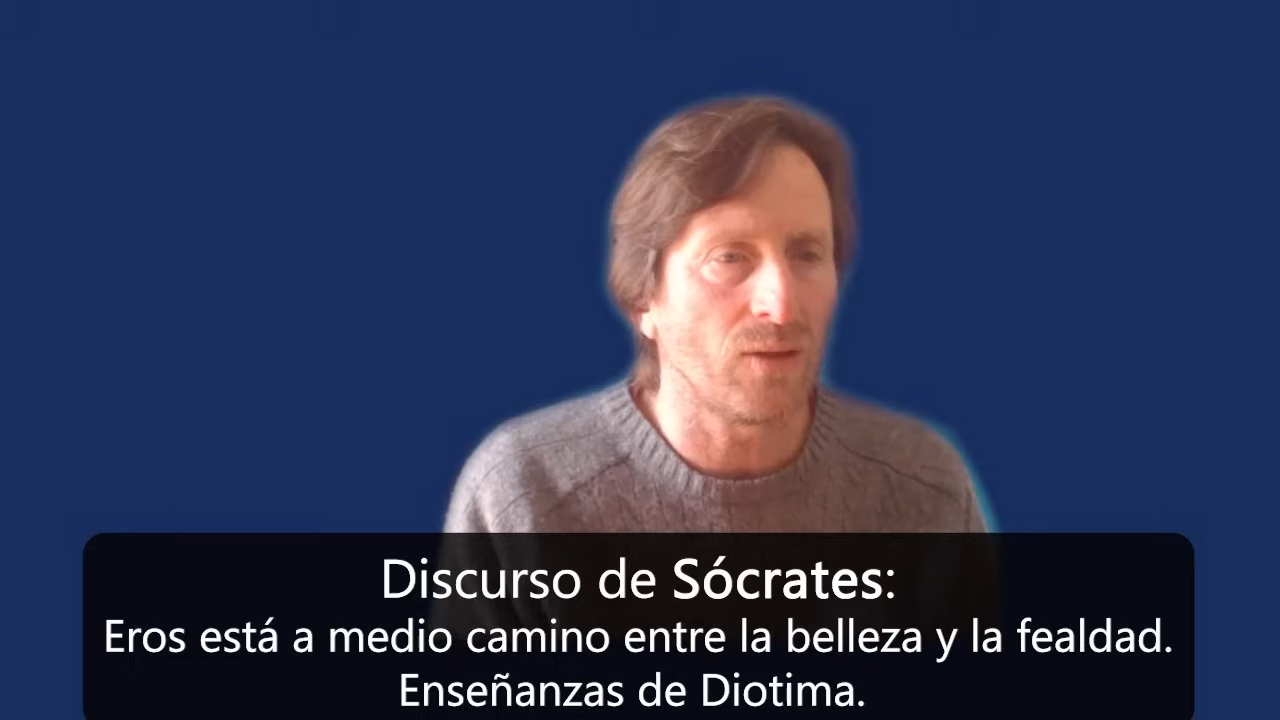 Discurso de Sócrates:
Eros está a medio camino entre la belleza y la fealdad.
Enseñanzas de Diotima.